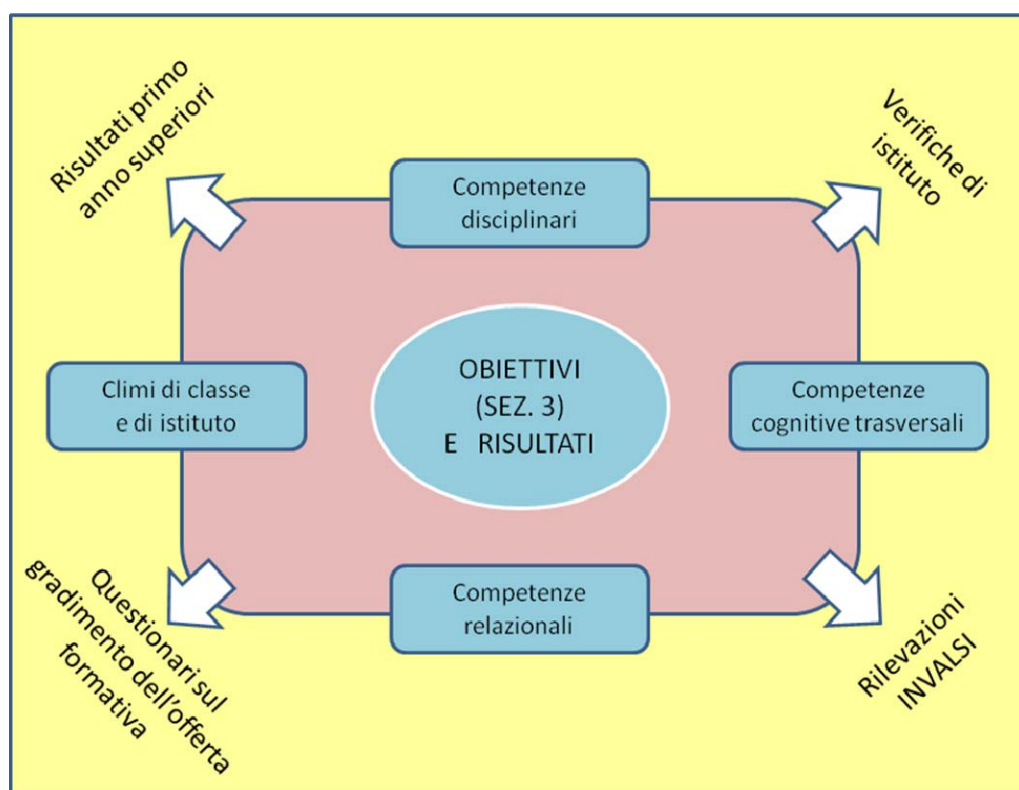 Risultati primo
anno superiori
Verifiche di
istituto
Competenze
disciplinari
Climi di classe
e di istituto
OBIETTIVI
(SEZ. 3)
E RISULTATI
Competenze
cognitive trasversali
Competenze
relazionali
Questionari sul
gradimento dell'offerta
formativa
Rilevazioni
INVALSI